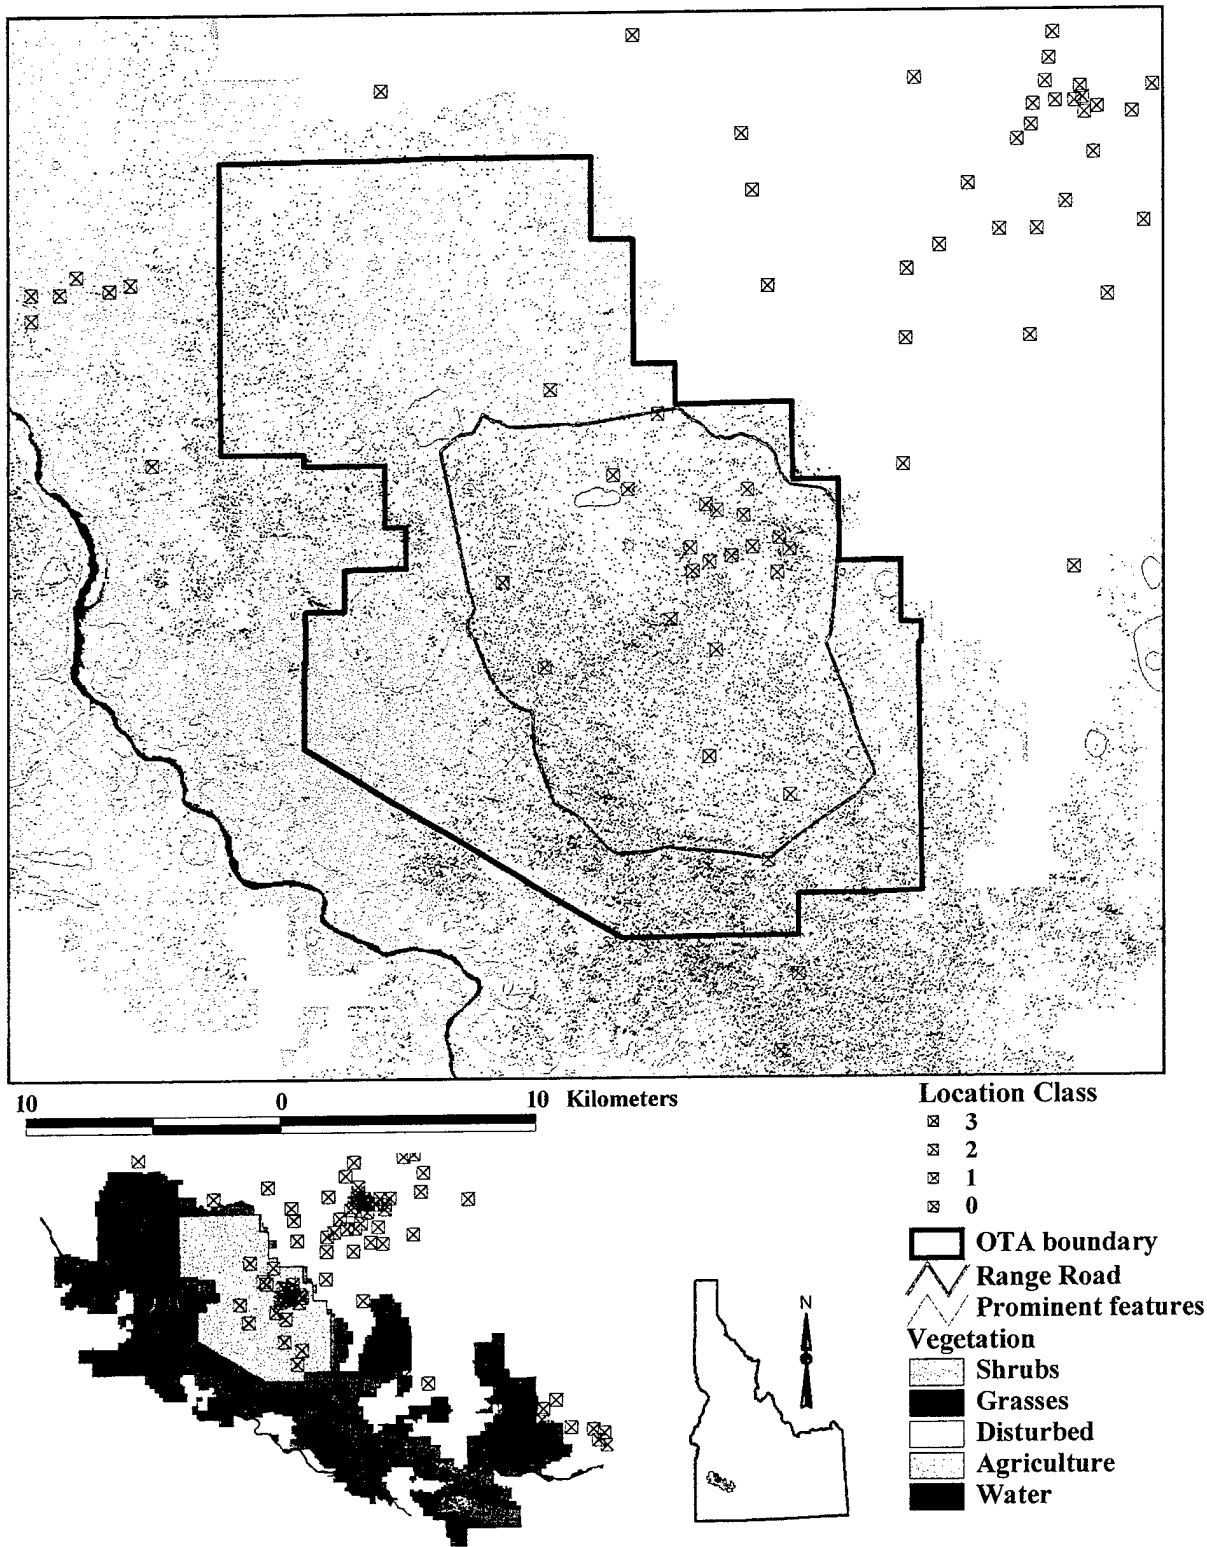 10 0 10 Kilometers
Location Class
3
2
1
0
OTA boundary
Range Road
Prominent features
Vegetation
Shrubs
Grasses
Disturbed
Agriculture
Water
N